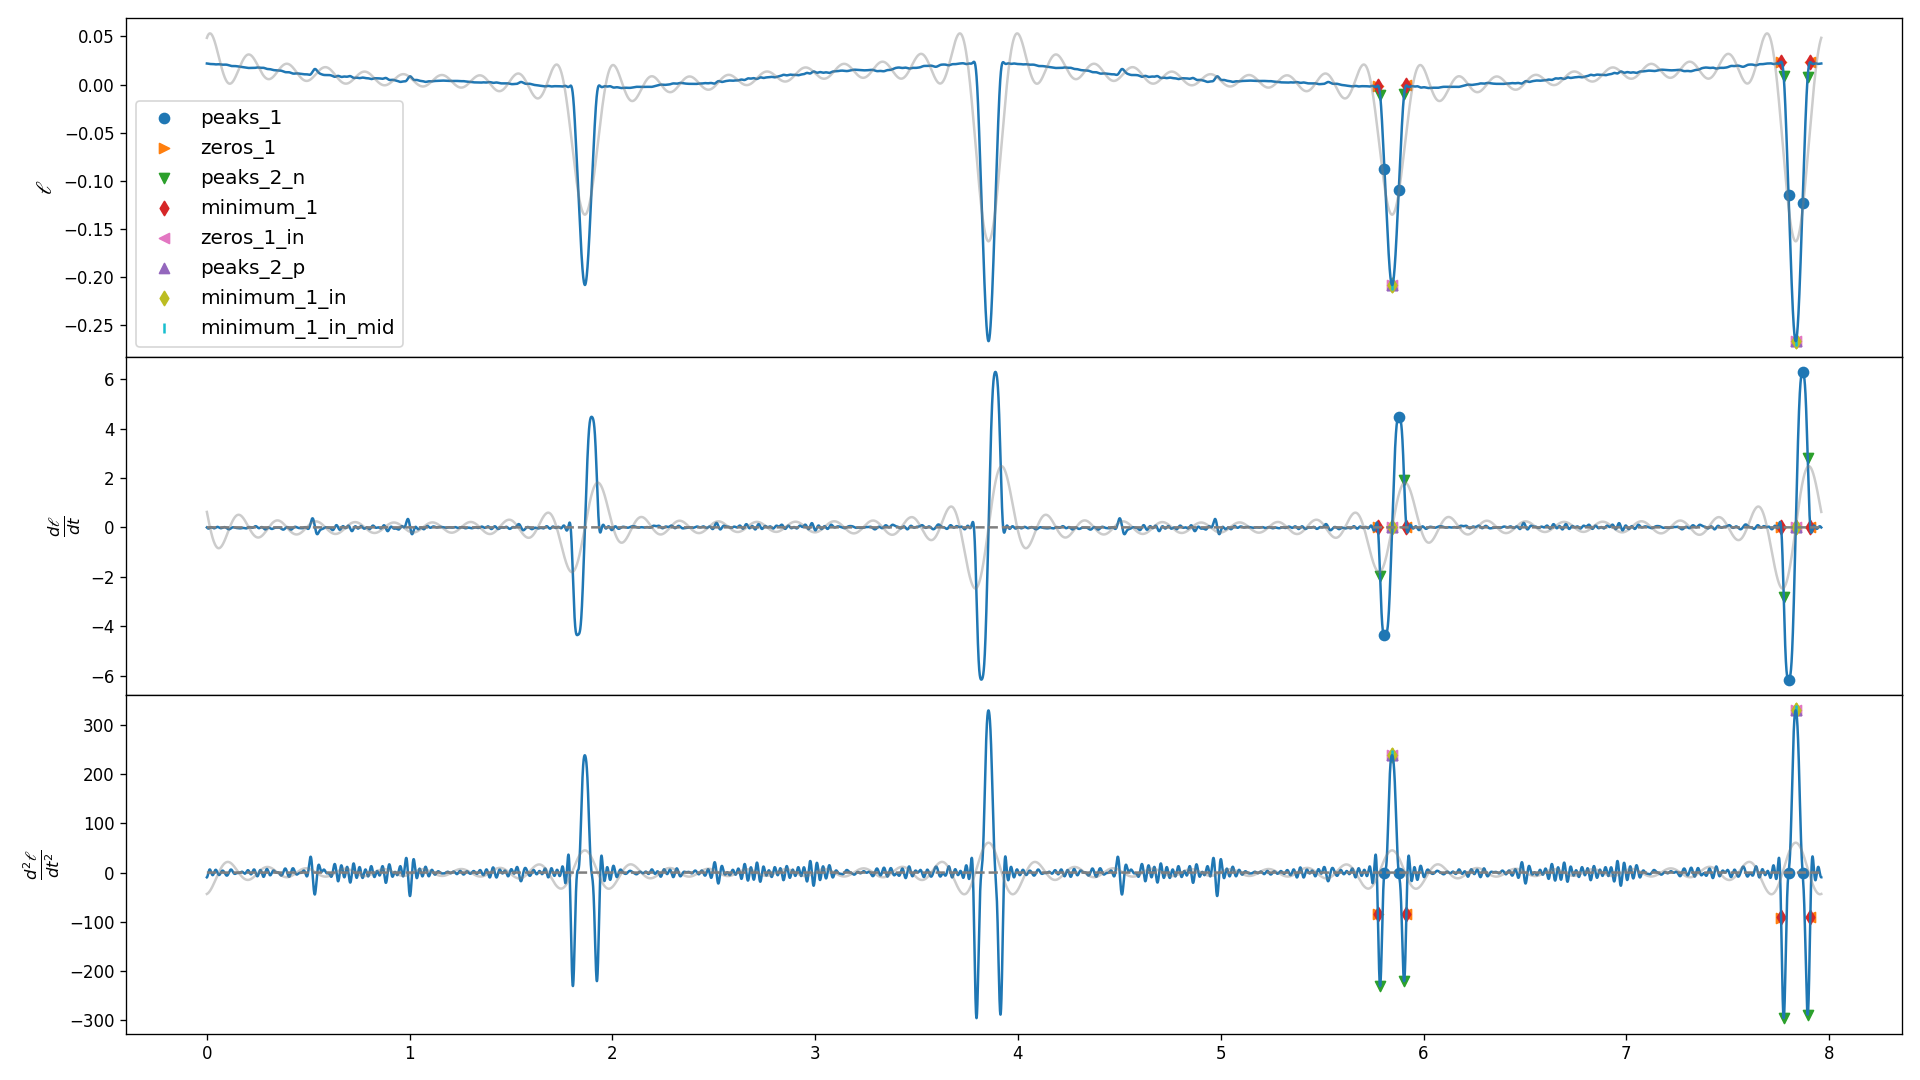 0.05
0.00
−0.05
−0.10
−0.15
−0.20
−0.25
ℓ
peaks_1
zeros_1
peaks_2_n
minimum_1
zeros_1_in
peaks_2_p
minimum_1_in
minimum_1_in_mid
6
4
2
0
−2
−4
−6
dℓ
dt
300
200
100
0
−100
−200
−300
d²ℓ
dt²
0 1 2 3 4 5 6 7 8